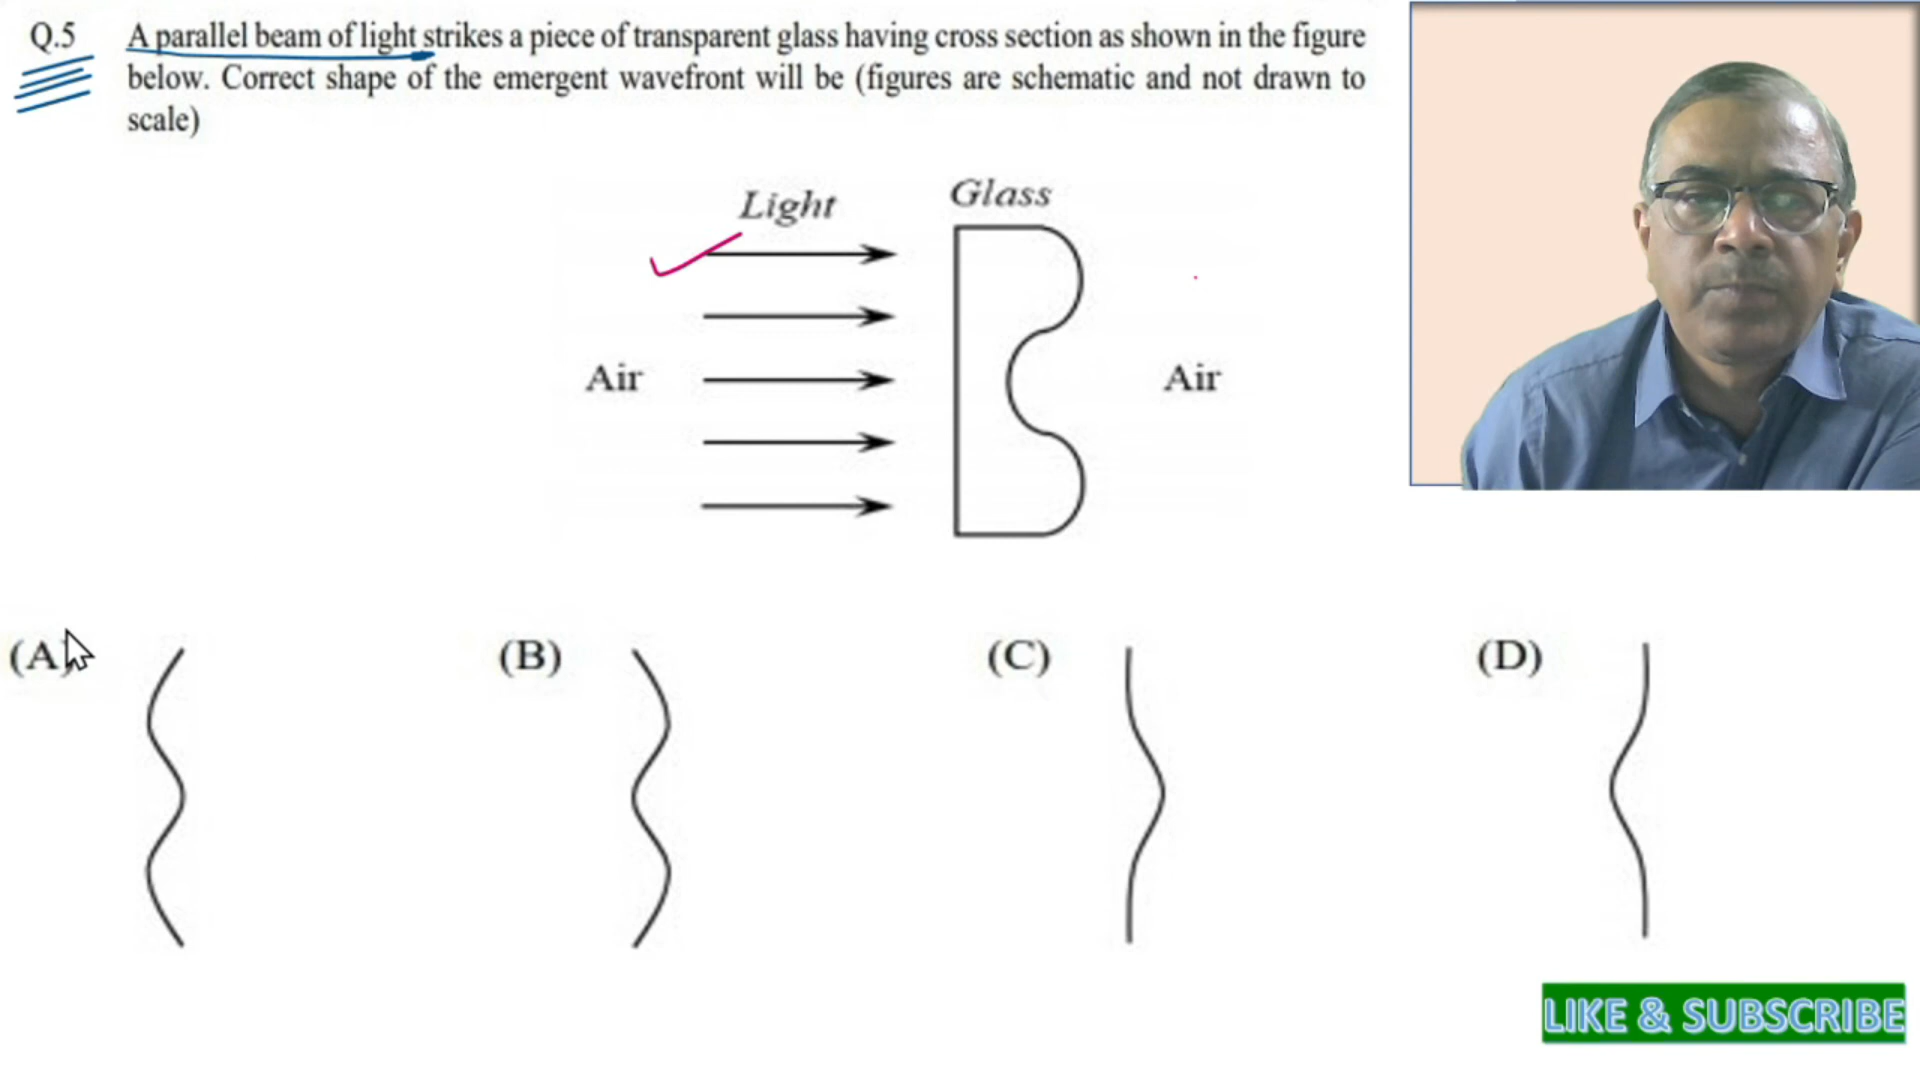 Q.5 A parallel beam of light strikes a piece of transparent glass having cross section as shown in the figure
below. Correct shape of the emergent wavefront will be (figures are schematic and not drawn to
scale)
Light
Glass
Air
Air
(A)
(B)
(C)
(D)
LIKE & SUBSCRIBE